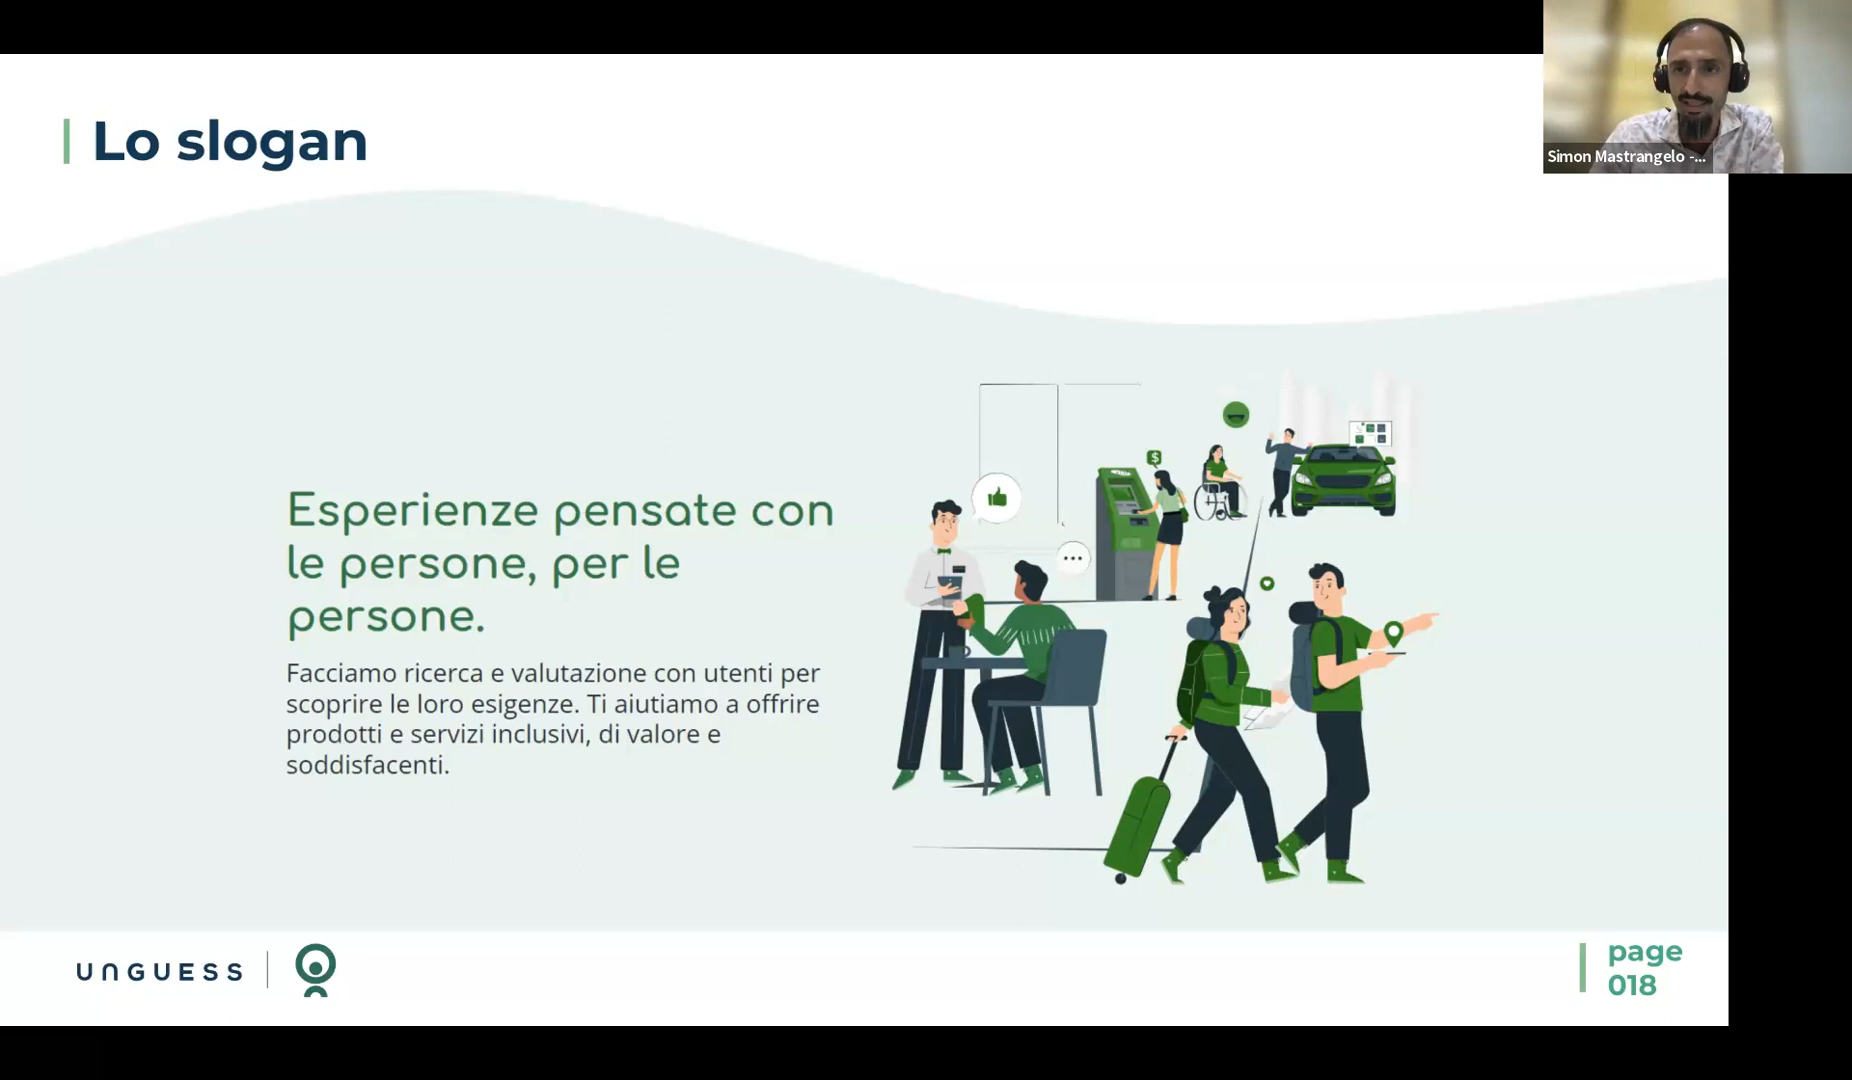 Lo slogan
Simon Mastrangelo -...
Esperienze pensate con
le persone, per le
persone.
Facciamo ricerca e valutazione con utenti per
scoprire le loro esigenze. Ti aiutiamo a offrire
prodotti e servizi inclusivi, di valore e
soddisfacenti.
$
UNGUESS
page
018